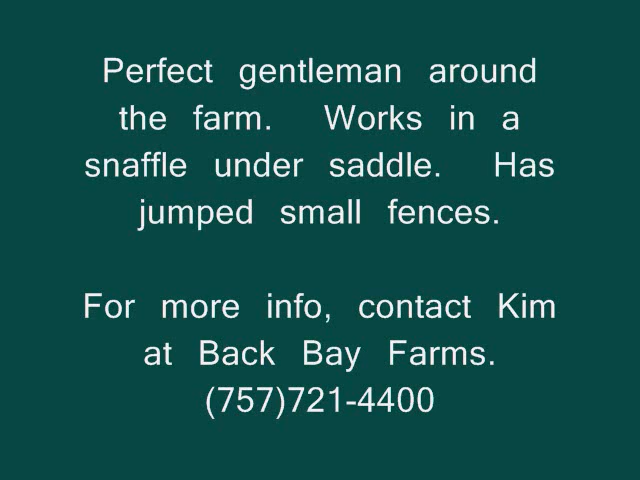 Perfect gentleman around
the farm. Works in a
snaffle under saddle. Has
jumped small fences.
For more info, contact Kim
at Back Bay Farms.
(757)721-4400